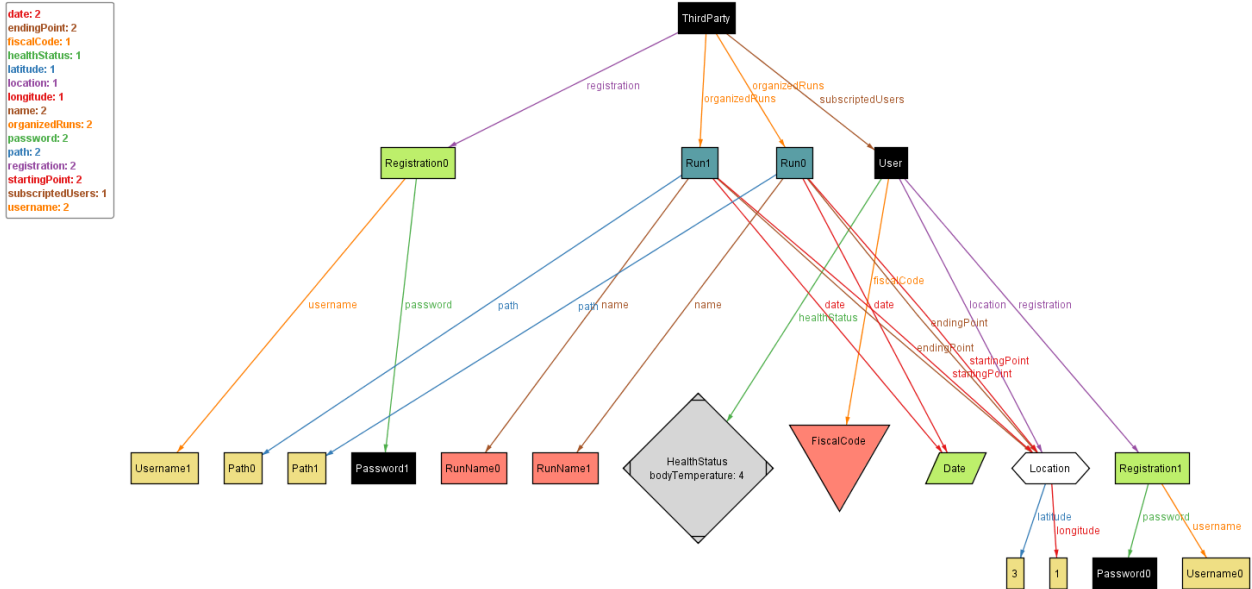 date: 2
endingPoint: 2
fiscalCode: 1
healthStatus: 1
latitude: 1
location: 1
longitude: 1
name: 2
organizedRuns: 2
password: 2
path: 2
registration: 2
startingPoint: 2
subscriptedUsers: 1
username: 2
ThirdParty
registration
organizedRuns
organizedRuns
subscriptedUsers
Registration0
Run1
Run0
User
username
password
path
path
name
name
fiscalCode
date
date
healthStatus
location
registration
endingPoint
endingPoint
startingPoint
startingPoint
Username1
Path0
Path1
Password1
RunName0
RunName1
HealthStatus
bodyTemperature: 4
FiscalCode
Date
Location
Registration1
latitude
longitude
password
username
3
1
Password0
Username0